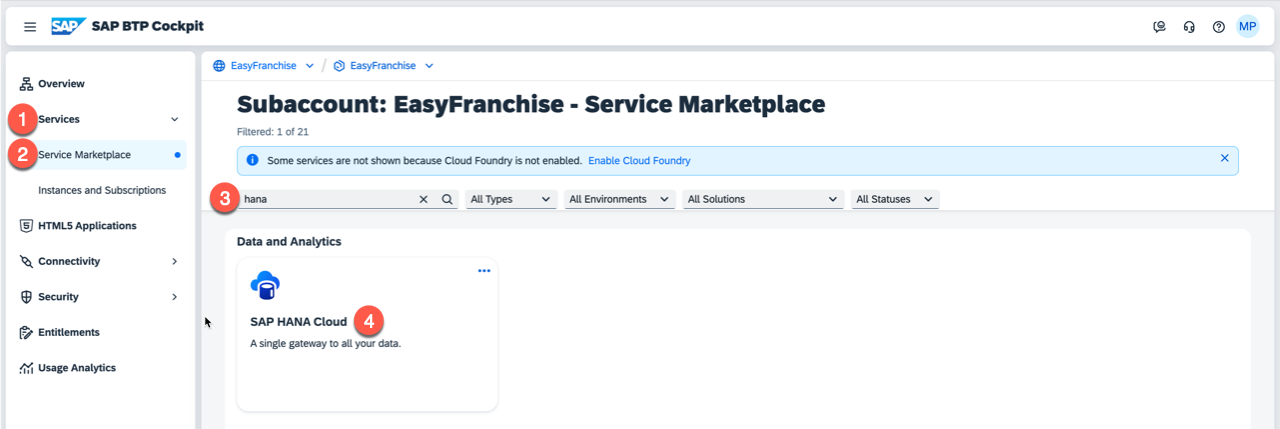 SAP SAP BTP Cockpit
MP
Overview
1 Services
2 Service Marketplace
Instances and Subscriptions
HTML5 Applications
Connectivity
Security
Entitlements
Usage Analytics
EasyFranchise / EasyFranchise
Subaccount: EasyFranchise - Service Marketplace
Filtered: 1 of 21
Some services are not shown because Cloud Foundry is not enabled. Enable Cloud Foundry
3 hana All Types All Environments All Solutions All Statuses
Data and Analytics
SAP HANA Cloud 4
A single gateway to all your data.